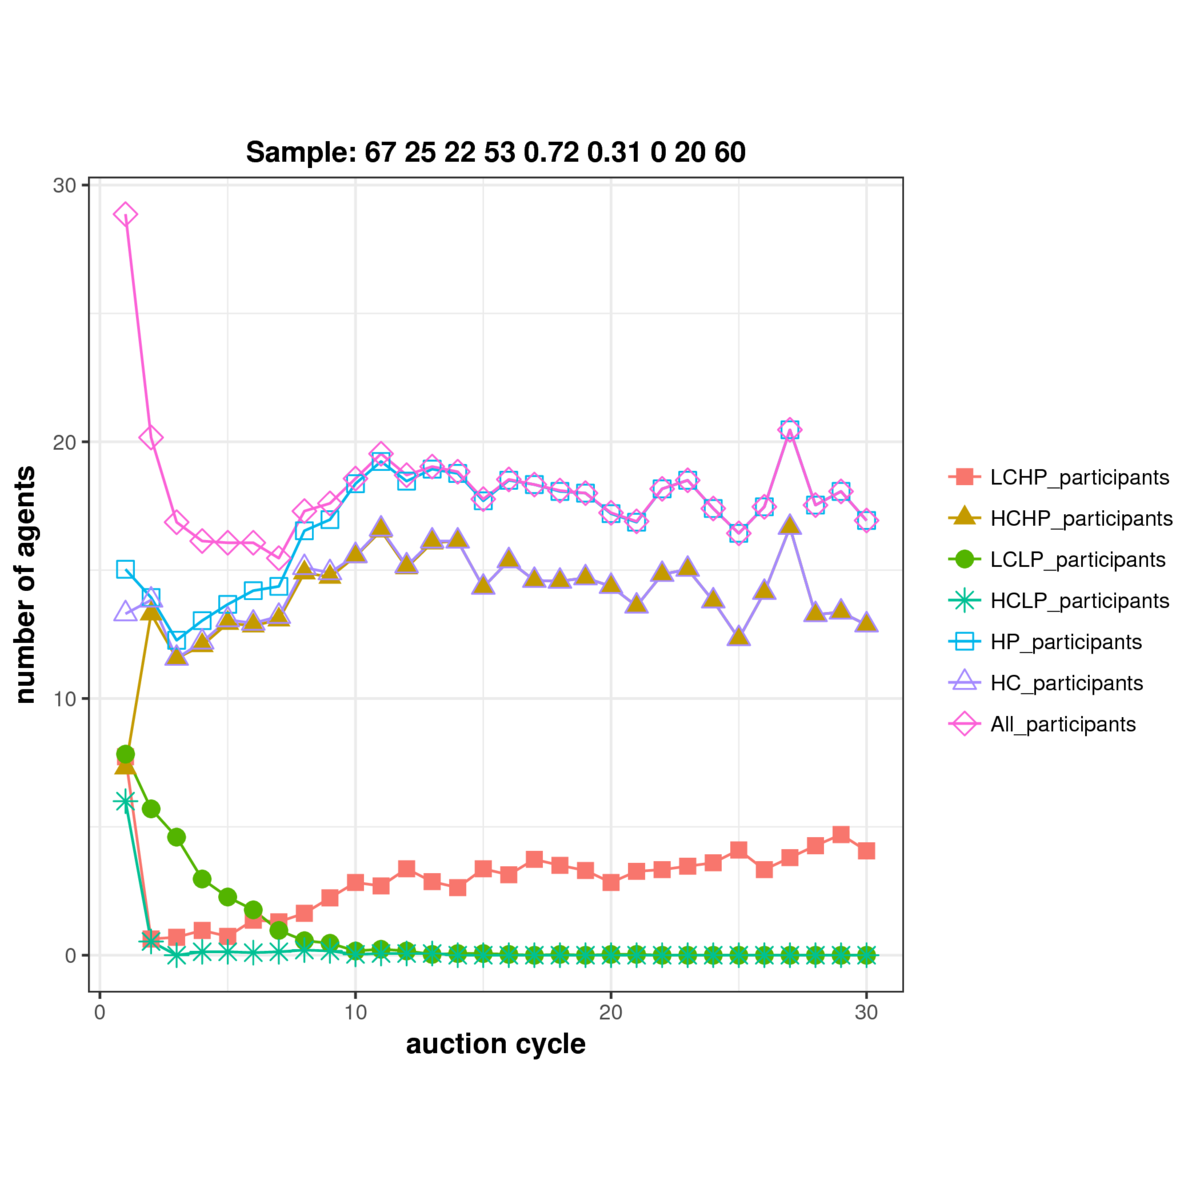 Sample: 67 25 22 53 0.72 0.31 0 20 60
number of agents
30
20
10
0
0 10 20 30
auction cycle
LCHP_participants
HCHP_participants
LCLP_participants
HCLP_participants
HP_participants
HC_participants
All_participants